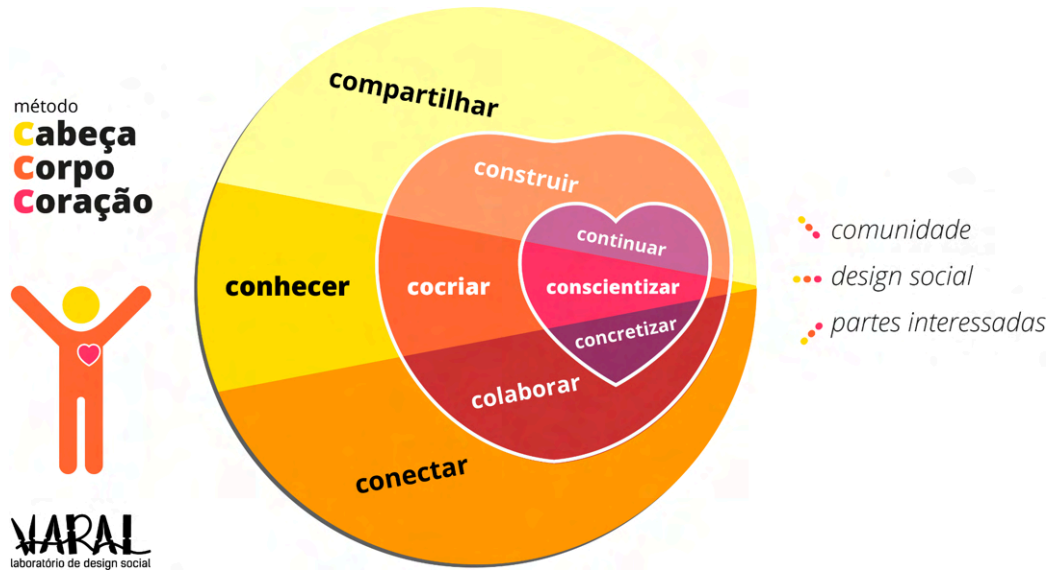 método
Cabeça
Corpo
Coração
compartilhar
construir
continuar
conhecer
cocriar
conscientizar
concretizar
colaborar
conectar
comunidade
design social
partes interessadas
VARAL
laboratório de design social